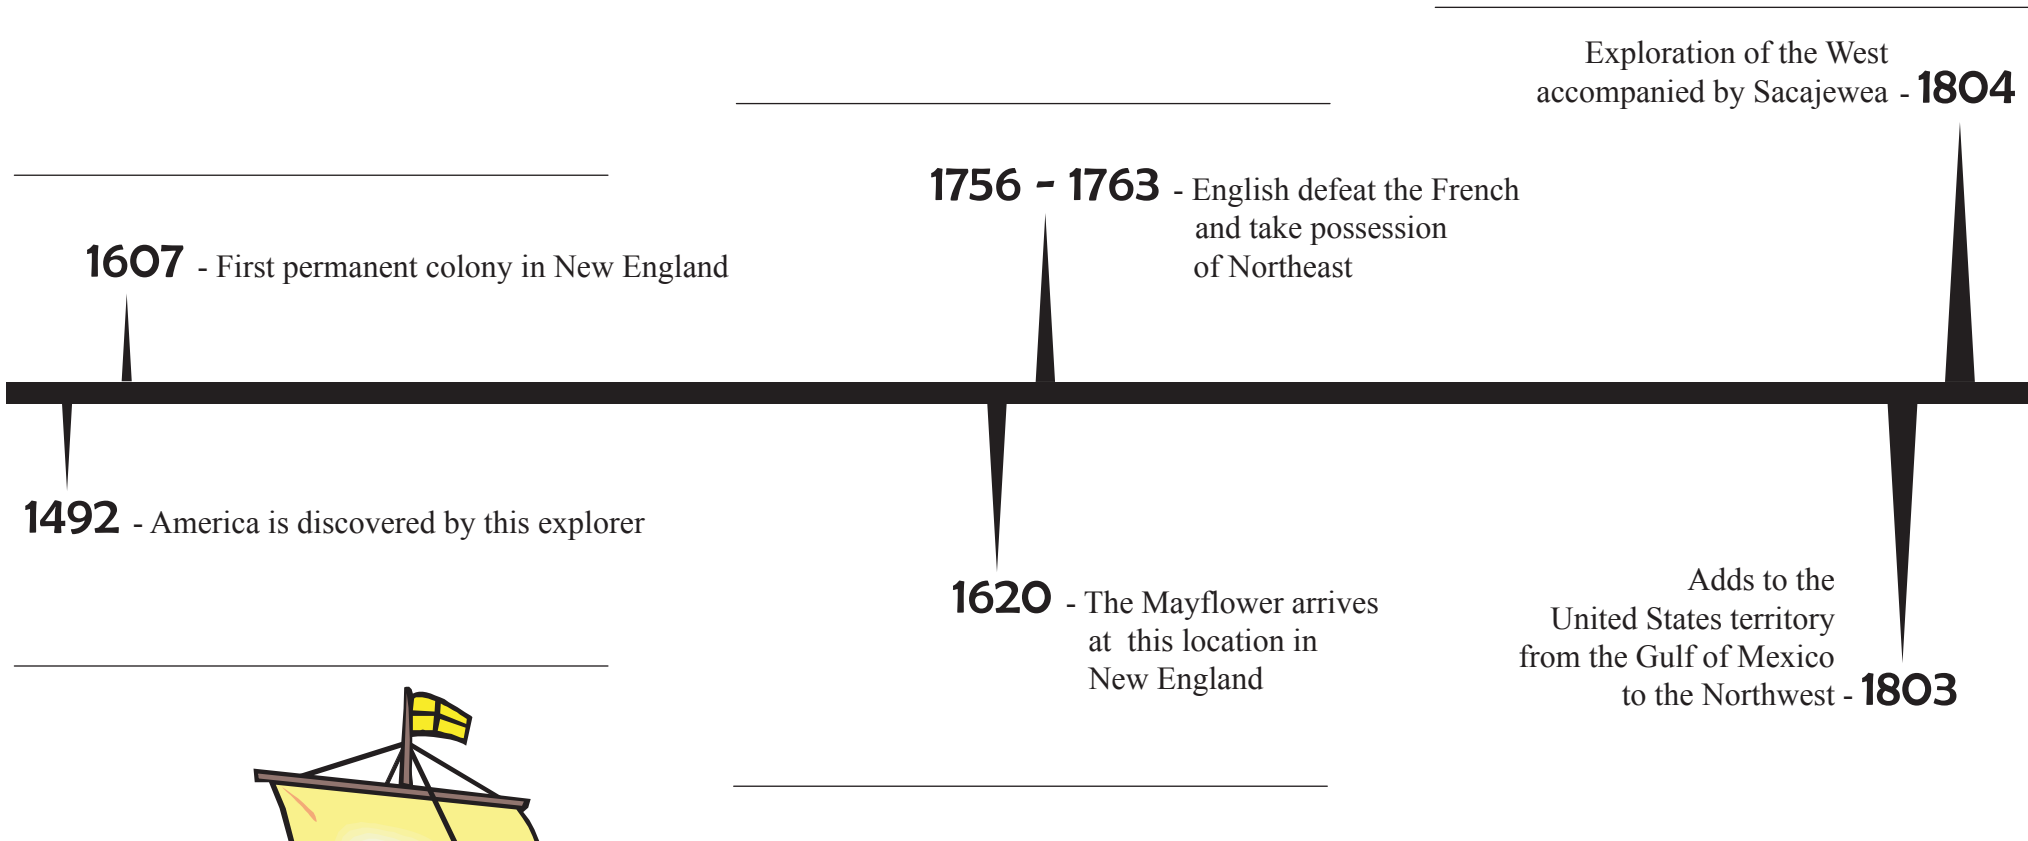 Exploration of the West
accompanied by Sacajewea - 1804
1756 - 1763 - English defeat the French
and take possession
of Northeast
1607 - First permanent colony in New England
1492 - America is discovered by this explorer
1620 - The Mayflower arrives
at this location in
New England
Adds to the
United States territory
from the Gulf of Mexico
to the Northwest - 1803